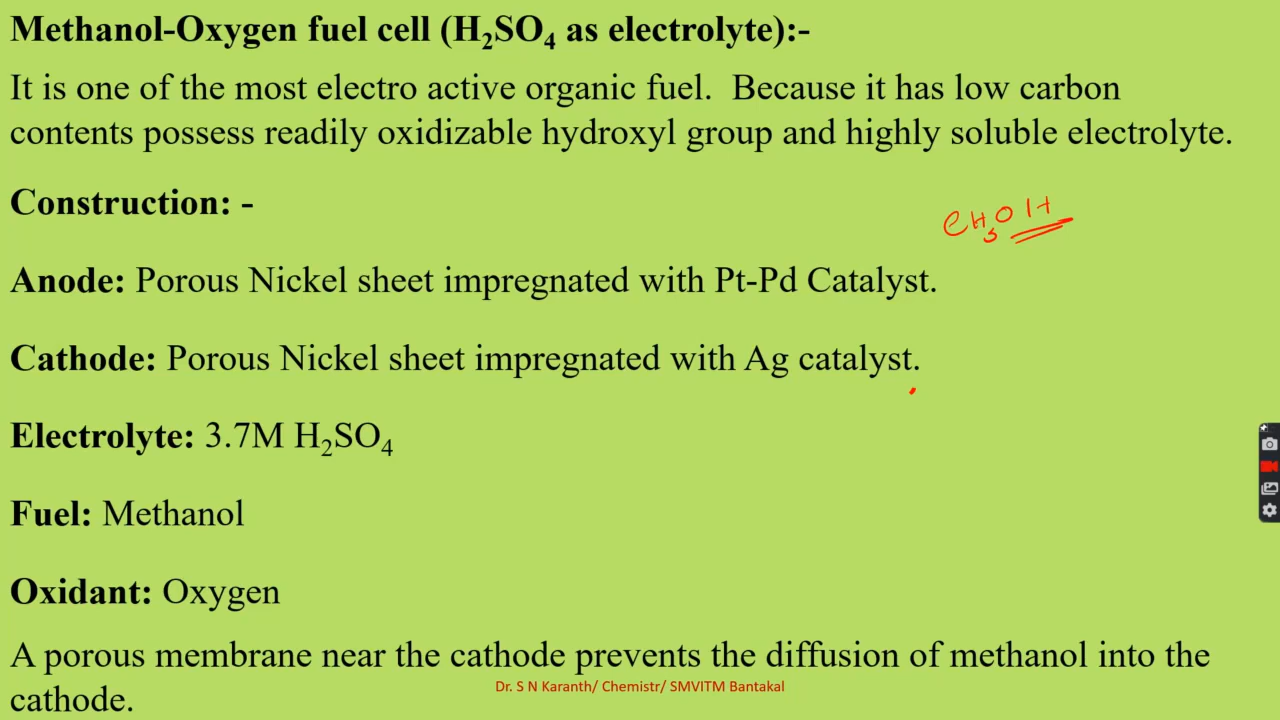 Methanol-Oxygen fuel cell (H₂SO₄ as electrolyte):-
It is one of the most electro active organic fuel. Because it has low carbon
contents possess readily oxidizable hydroxyl group and highly soluble electrolyte.
Construction: -
CH₃OH
Anode: Porous Nickel sheet impregnated with Pt-Pd Catalyst.
Cathode: Porous Nickel sheet impregnated with Ag catalyst.
Electrolyte: 3.7M H₂SO₄
Fuel: Methanol
Oxidant: Oxygen
A porous membrane near the cathode prevents the diffusion of methanol into the
cathode.
Dr. S N Karanth/ Chemistr/ SMVITM Bantakal